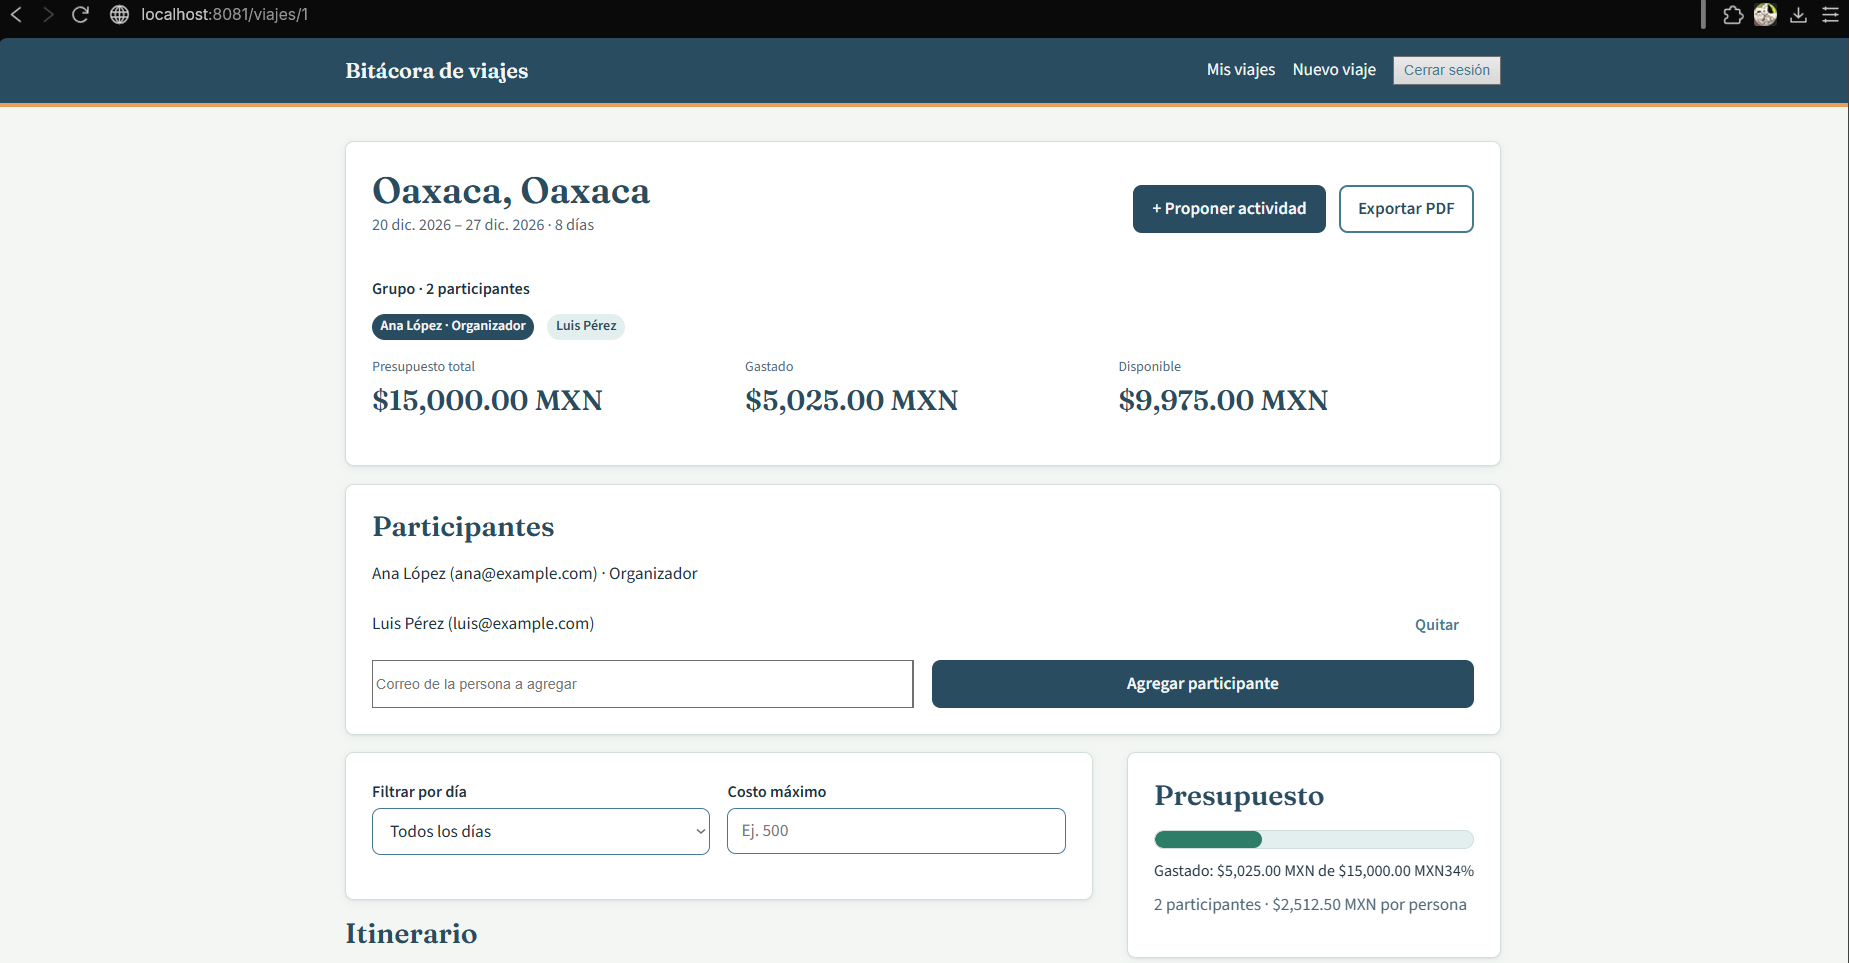 localhost:8081/viajes/1
Bitácora de viajes
Mis viajes
Nuevo viaje
Cerrar sesión
Oaxaca, Oaxaca
20 dic. 2026 – 27 dic. 2026 · 8 días
+ Proponer actividad
Exportar PDF
Grupo · 2 participantes
Ana López · Organizador
Luis Pérez
Presupuesto total
$15,000.00 MXN
Gastado
$5,025.00 MXN
Disponible
$9,975.00 MXN
Participantes
Ana López (ana@example.com) · Organizador
Luis Pérez (luis@example.com)
Quitar
Correo de la persona a agregar
Agregar participante
Filtrar por día
Todos los días
Costo máximo
Ej. 500
Presupuesto
Gastado: $5,025.00 MXN de $15,000.00 MXN34%
2 participantes · $2,512.50 MXN por persona
Itinerario